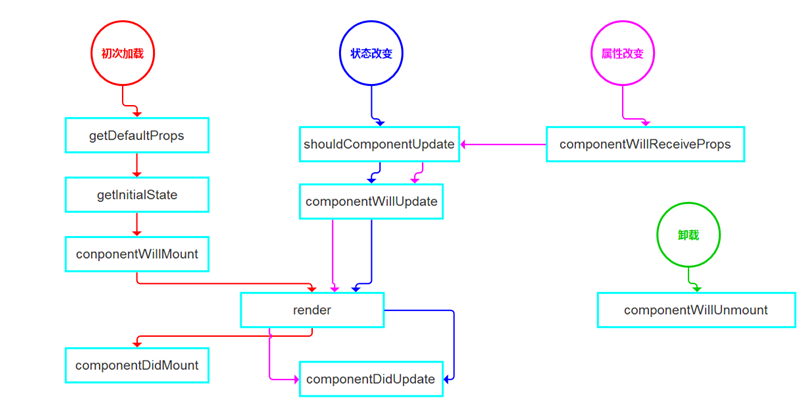 初次加载
状态改变
属性改变
getDefaultProps
shouldComponentUpdate
componentWillReceiveProps
getInitialState
componentWillUpdate
卸载
conponentWillMount
render
componentWillUnmount
componentDidMount
componentDidUpdate